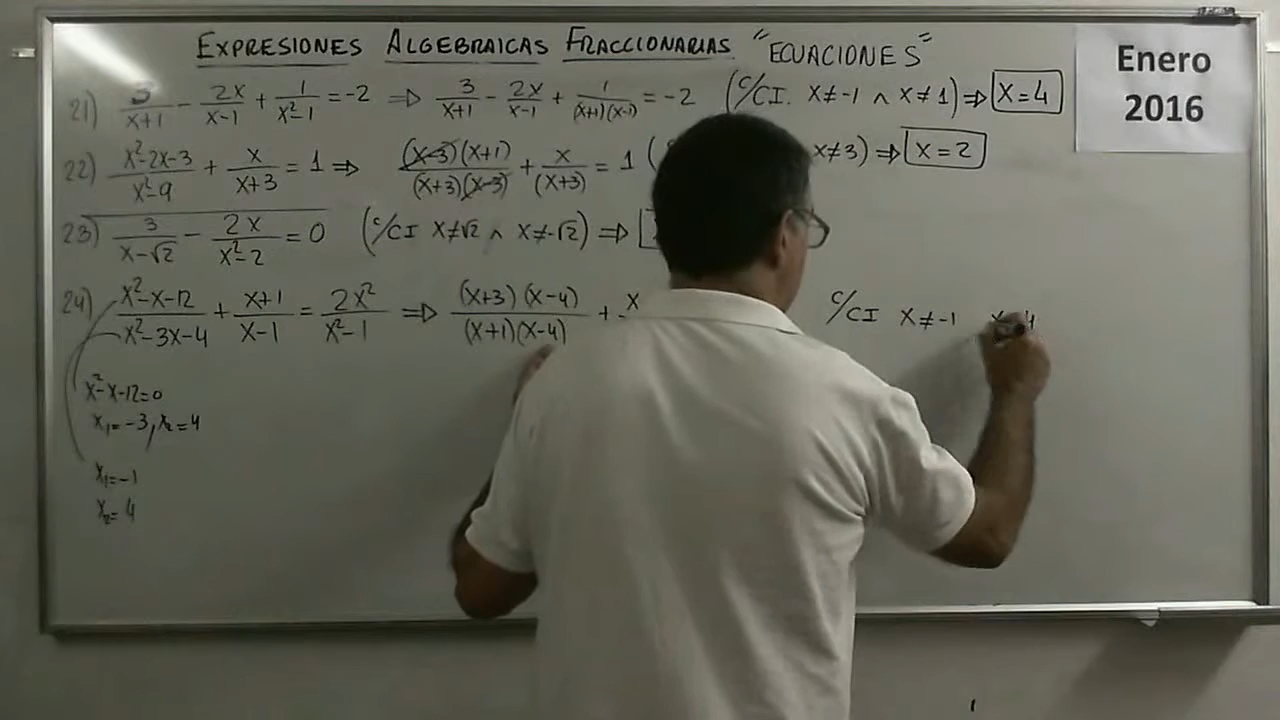 EXPRESIONES ALGEBRAICAS FRACCIONARIAS "ECUACIONES"
Enero
2016
21) 3/(x+1) - 2x/(x-1) + 1/(x²-1) = -2 ⇒ 3/(x+1) - 2x/(x-1) + 1/((x+1)(x-1)) = -2 (C/CI. x≠-1 ∧ x≠1) ⇒ x=4
22) (x²-2x-3)/(x²-9) + x/(x+3) = 1 ⇒ ((x-3)(x+1))/((x+3)(x-3)) + x/(x+3) = 1 ( x≠3) ⇒ x=2
23) 3/(x-√2) - 2x/(x²-2) = 0 (C/CI x≠√2 ∧ x≠-√2) ⇒
24) (x²-x-12)/(x²-3x-4) + (x+1)/(x-1) = 2x²/(x²-1) ⇒ ((x+3)(x-4))/((x+1)(x-4)) + x C/CI x≠-1 x 4
x²-x-12=0
x₁=-3, x₂=4
x₁=-1
x₂=4